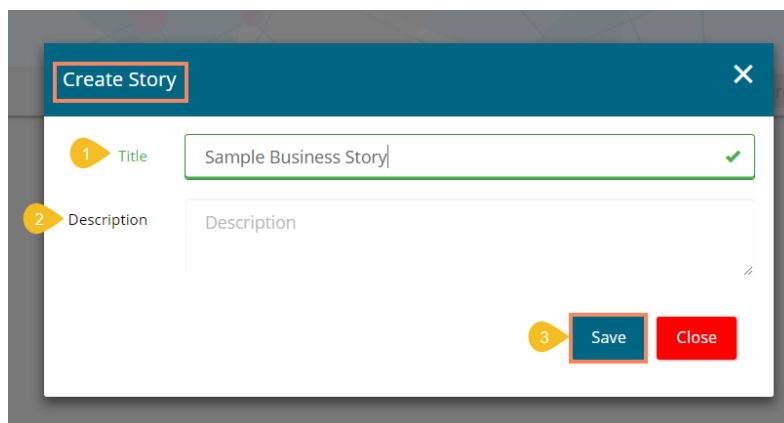 Create Story
1 Title Sample Business Story
2 Description Description
3 Save Close